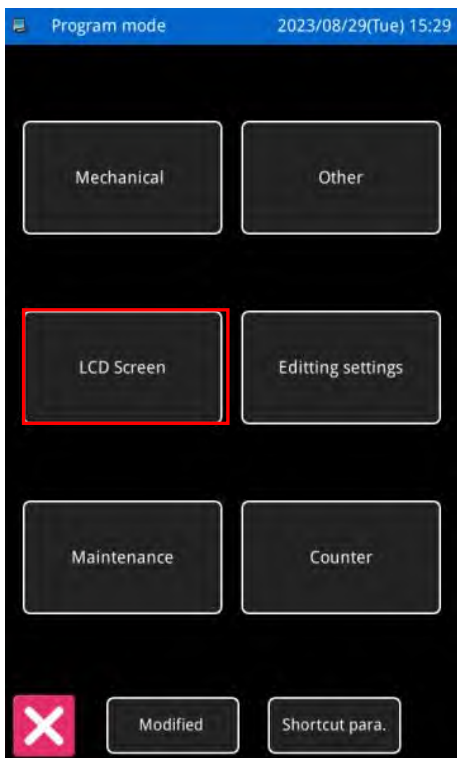 Program mode 2023/08/29(Tue) 15:29
Mechanical Other
LCD Screen Editting settings
Maintenance Counter
Modified Shortcut para.